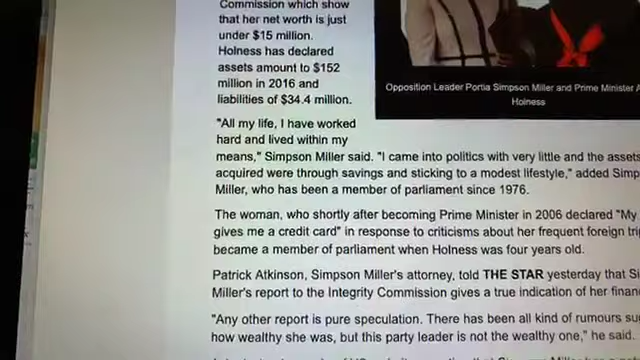 Commission which show
that her net worth is just
under $15 million.
Holness has declared
assets amount to $152
million in 2016 and
liabilities of $34.4 million.
Opposition Leader Portia Simpson Miller and Prime Minister A
Holness
"All my life, I have worked
hard and lived within my
means," Simpson Miller said. "I came into politics with very little and the assets
acquired were through savings and sticking to a modest lifestyle," added Simp
Miller, who has been a member of parliament since 1976.
The woman, who shortly after becoming Prime Minister in 2006 declared "My
gives me a credit card" in response to criticisms about her frequent foreign trip
became a member of parliament when Holness was four years old.
Patrick Atkinson, Simpson Miller's attorney, told THE STAR yesterday that Si
Miller's report to the Integrity Commission gives a true indication of her finan
"Any other report is pure speculation. There has been all kind of rumours su
how wealthy she was, but this party leader is not the wealthy one," he said.